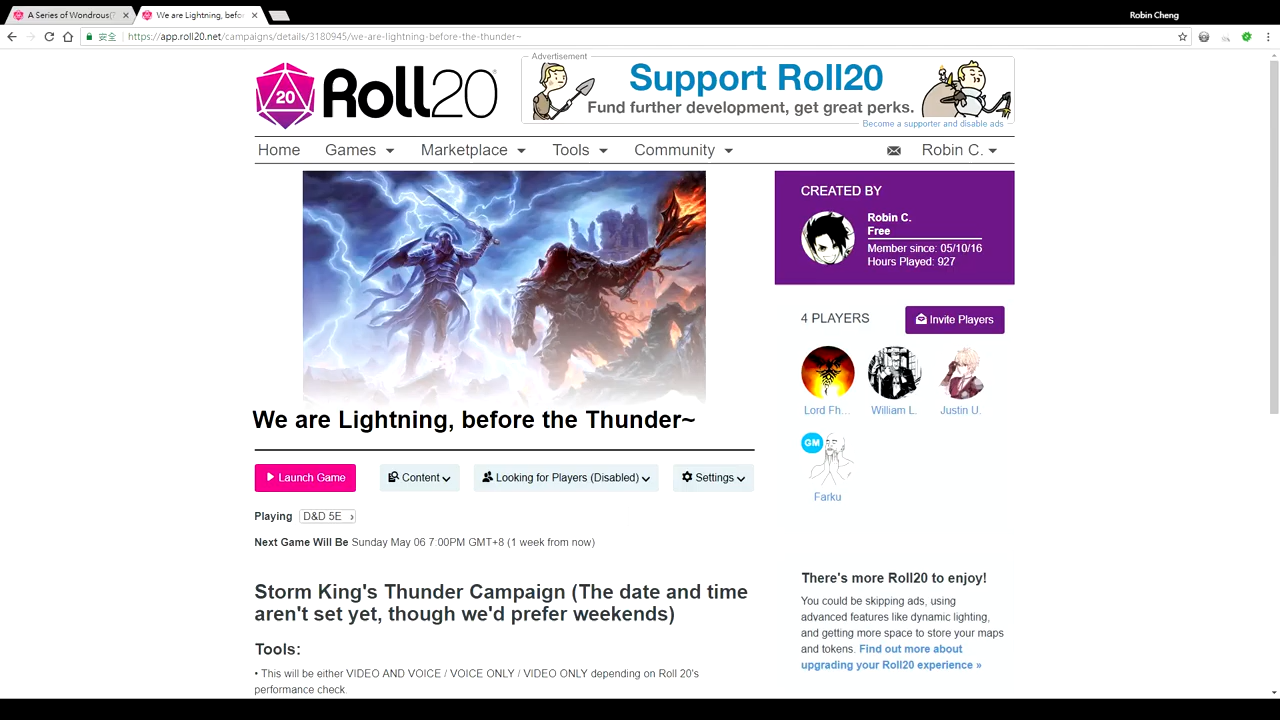 A Series of Wondrous
We are Lightning, befo
Robin Cheng
安全
https://app.roll20.net/campaigns/details/3180945/we-are-lightning-before-the-thunder~
Advertisement
20
Roll20
Support Roll20
Fund further development, get great perks.
Become a supporter and disable ads
Home
Games
Marketplace
Tools
Community
Robin C.
CREATED BY
Robin C.
Free
Member since: 05/10/16
Hours Played: 927
4 PLAYERS
Invite Players
Lord Fh...
William L.
Justin U.
GM
Farku
We are Lightning, before the Thunder~
Launch Game
Content
Looking for Players (Disabled)
Settings
Playing D&D 5E
Next Game Will Be Sunday May 06 7:00PM GMT+8 (1 week from now)
Storm King's Thunder Campaign (The date and time
aren't set yet, though we'd prefer weekends)
Tools:
• This will be either VIDEO AND VOICE / VOICE ONLY / VIDEO ONLY depending on Roll 20's
performance check.
There's more Roll20 to enjoy!
You could be skipping ads, using
advanced features like dynamic lighting,
and getting more space to store your maps
and tokens. Find out more about
upgrading your Roll20 experience »